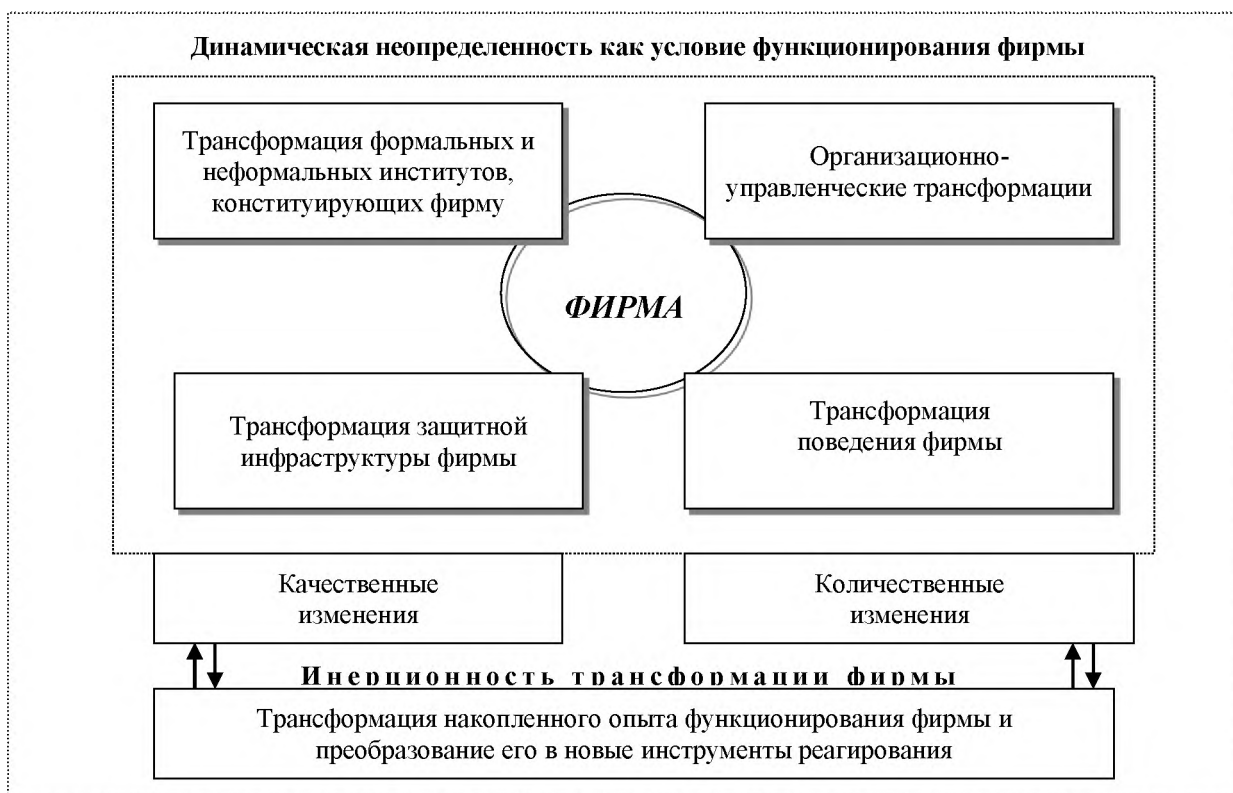 Динамическая неопределенность как условие функционирования фирмы
Трансформация формальных и
неформальных институтов,
конституирующих фирму
Организационно-
управленческие трансформации
ФИРМА
Трансформация защитной
инфраструктуры фирмы
Трансформация
поведения фирмы
Качественные
изменения
Количественные
изменения
Инерционность трансформации фирмы
Трансформация накопленного опыта функционирования фирмы и
преобразование его в новые инструменты реагирования